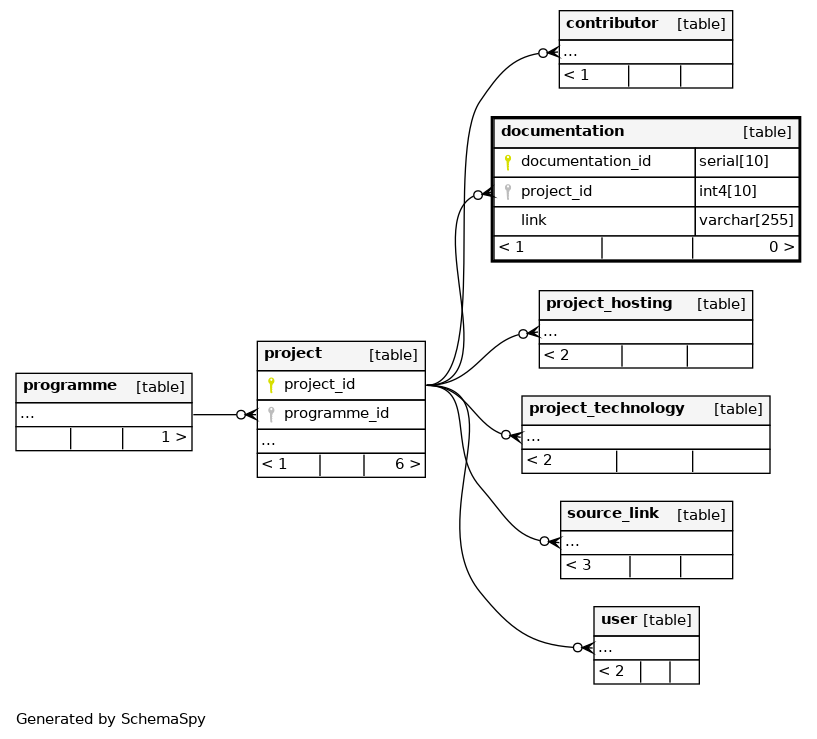 contributor [table]
...
< 1
documentation [table]
documentation_id serial[10]
project_id int4[10]
link varchar[255]
< 1 0 >
project_hosting [table]
...
< 2
project [table]
project_id
programme_id
...
< 1 6 >
programme [table]
...
1 >
project_technology [table]
...
< 2
source_link [table]
...
< 3
user [table]
...
< 2
Generated by SchemaSpy